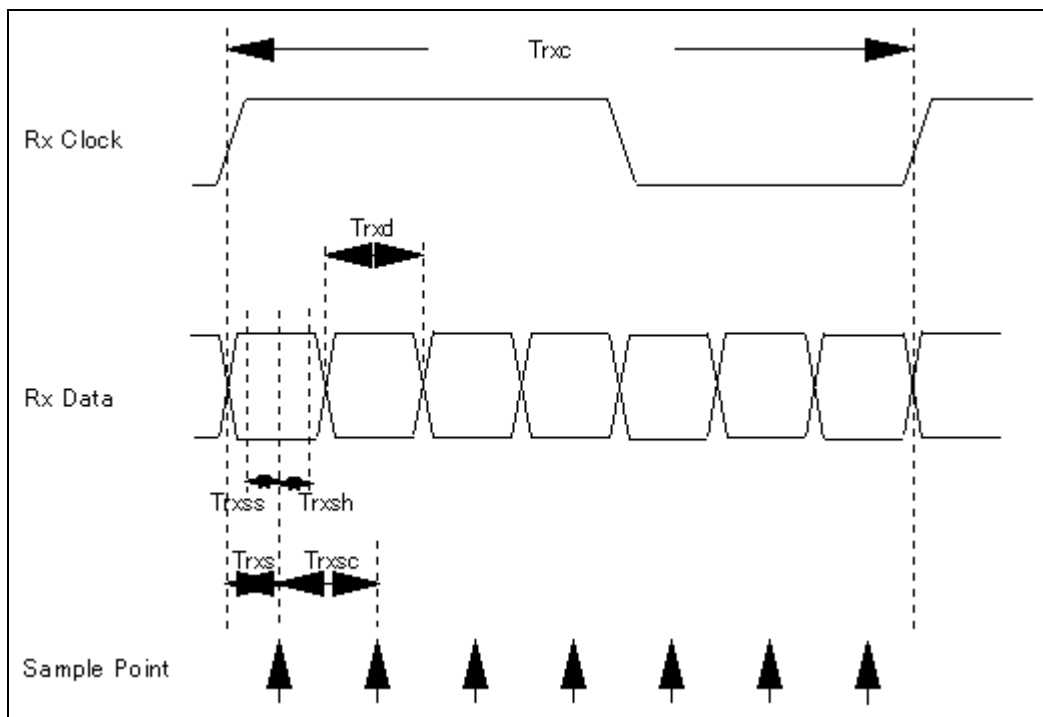 Trxc
Rx Clock
Trxd
Rx Data
Trxss Trxsh
Trxs Trxsc
Sample Point